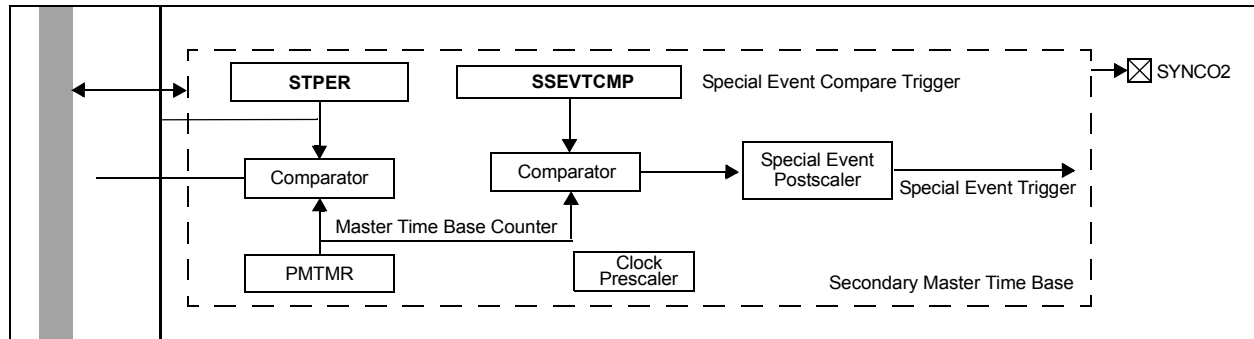 STPER
SSEVTCMP
Special Event Compare Trigger
SYNCO2
Comparator
Comparator
Special Event
Postscaler
Special Event Trigger
Master Time Base Counter
PMTMR
Clock
Prescaler
Secondary Master Time Base